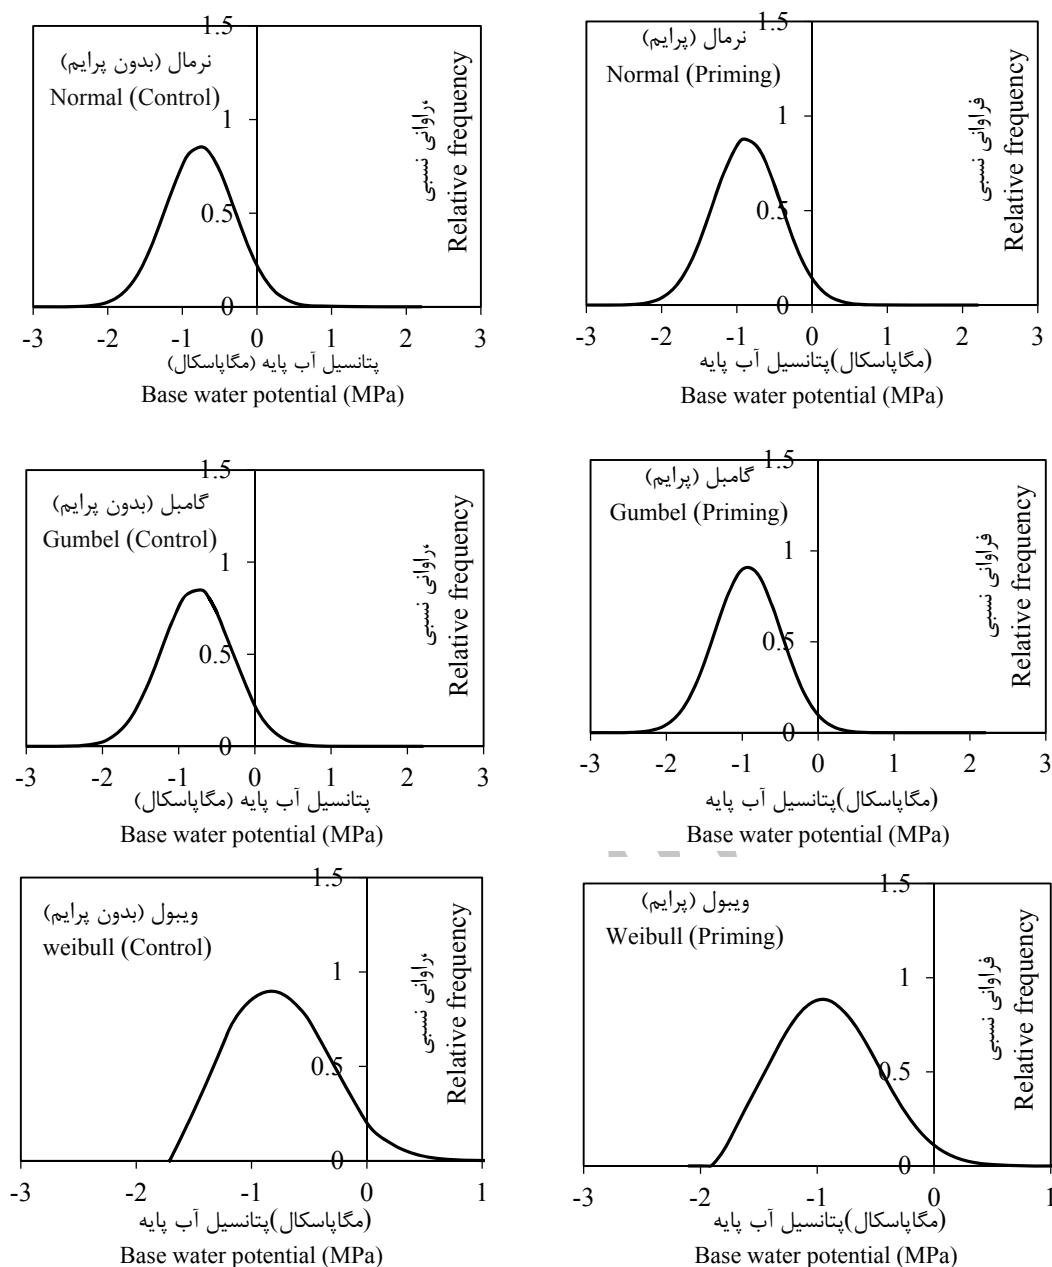 1.5
نرمال (بدون پرایم)
Normal (Control)
1
0.5
0
-3 -2 -1 0 1 2 3
پتانسیل آب پایه (مگاپاسکال)
Base water potential (MPa)
راوانی نسبی
Relative frequency
1.5
نرمال (پرایم)
Normal (Priming)
1
0.5
0
-3 -2 -1 0 1 2 3
پتانسیل آب پایه(مگاپاسکال)
Base water potential (MPa)
فراوانی نسبی
Relative frequency
1.5
گامبل (بدون پرایم)
Gumbel (Control)
1
0.5
0
-3 -2 -1 0 1 2 3
پتانسیل آب پایه (مگاپاسکال)
Base water potential (MPa)
راوانی نسبی
Relative frequency
1.5
گامبل (پرایم)
Gumbel (Priming)
1
0.5
0
-3 -2 -1 0 1 2 3
پتانسیل آب پایه(مگاپاسکال)
Base water potential (MPa)
فراوانی نسبی
Relative frequency
1.5
ویبول (بدون پرایم)
weibull (Control)
1
0.5
0
-3 -2 -1 0 1
پتانسیل آب پایه(مگاپاسکال)
Base water potential (MPa)
راوانی نسبی
Relative frequency
1.5
ویبول (پرایم)
Weibull (Priming)
1
0.5
0
-3 -2 -1 0 1
پتانسیل آب پایه(مگاپاسکال)
Base water potential (MPa)
فراوانی نسبی
Relative frequency